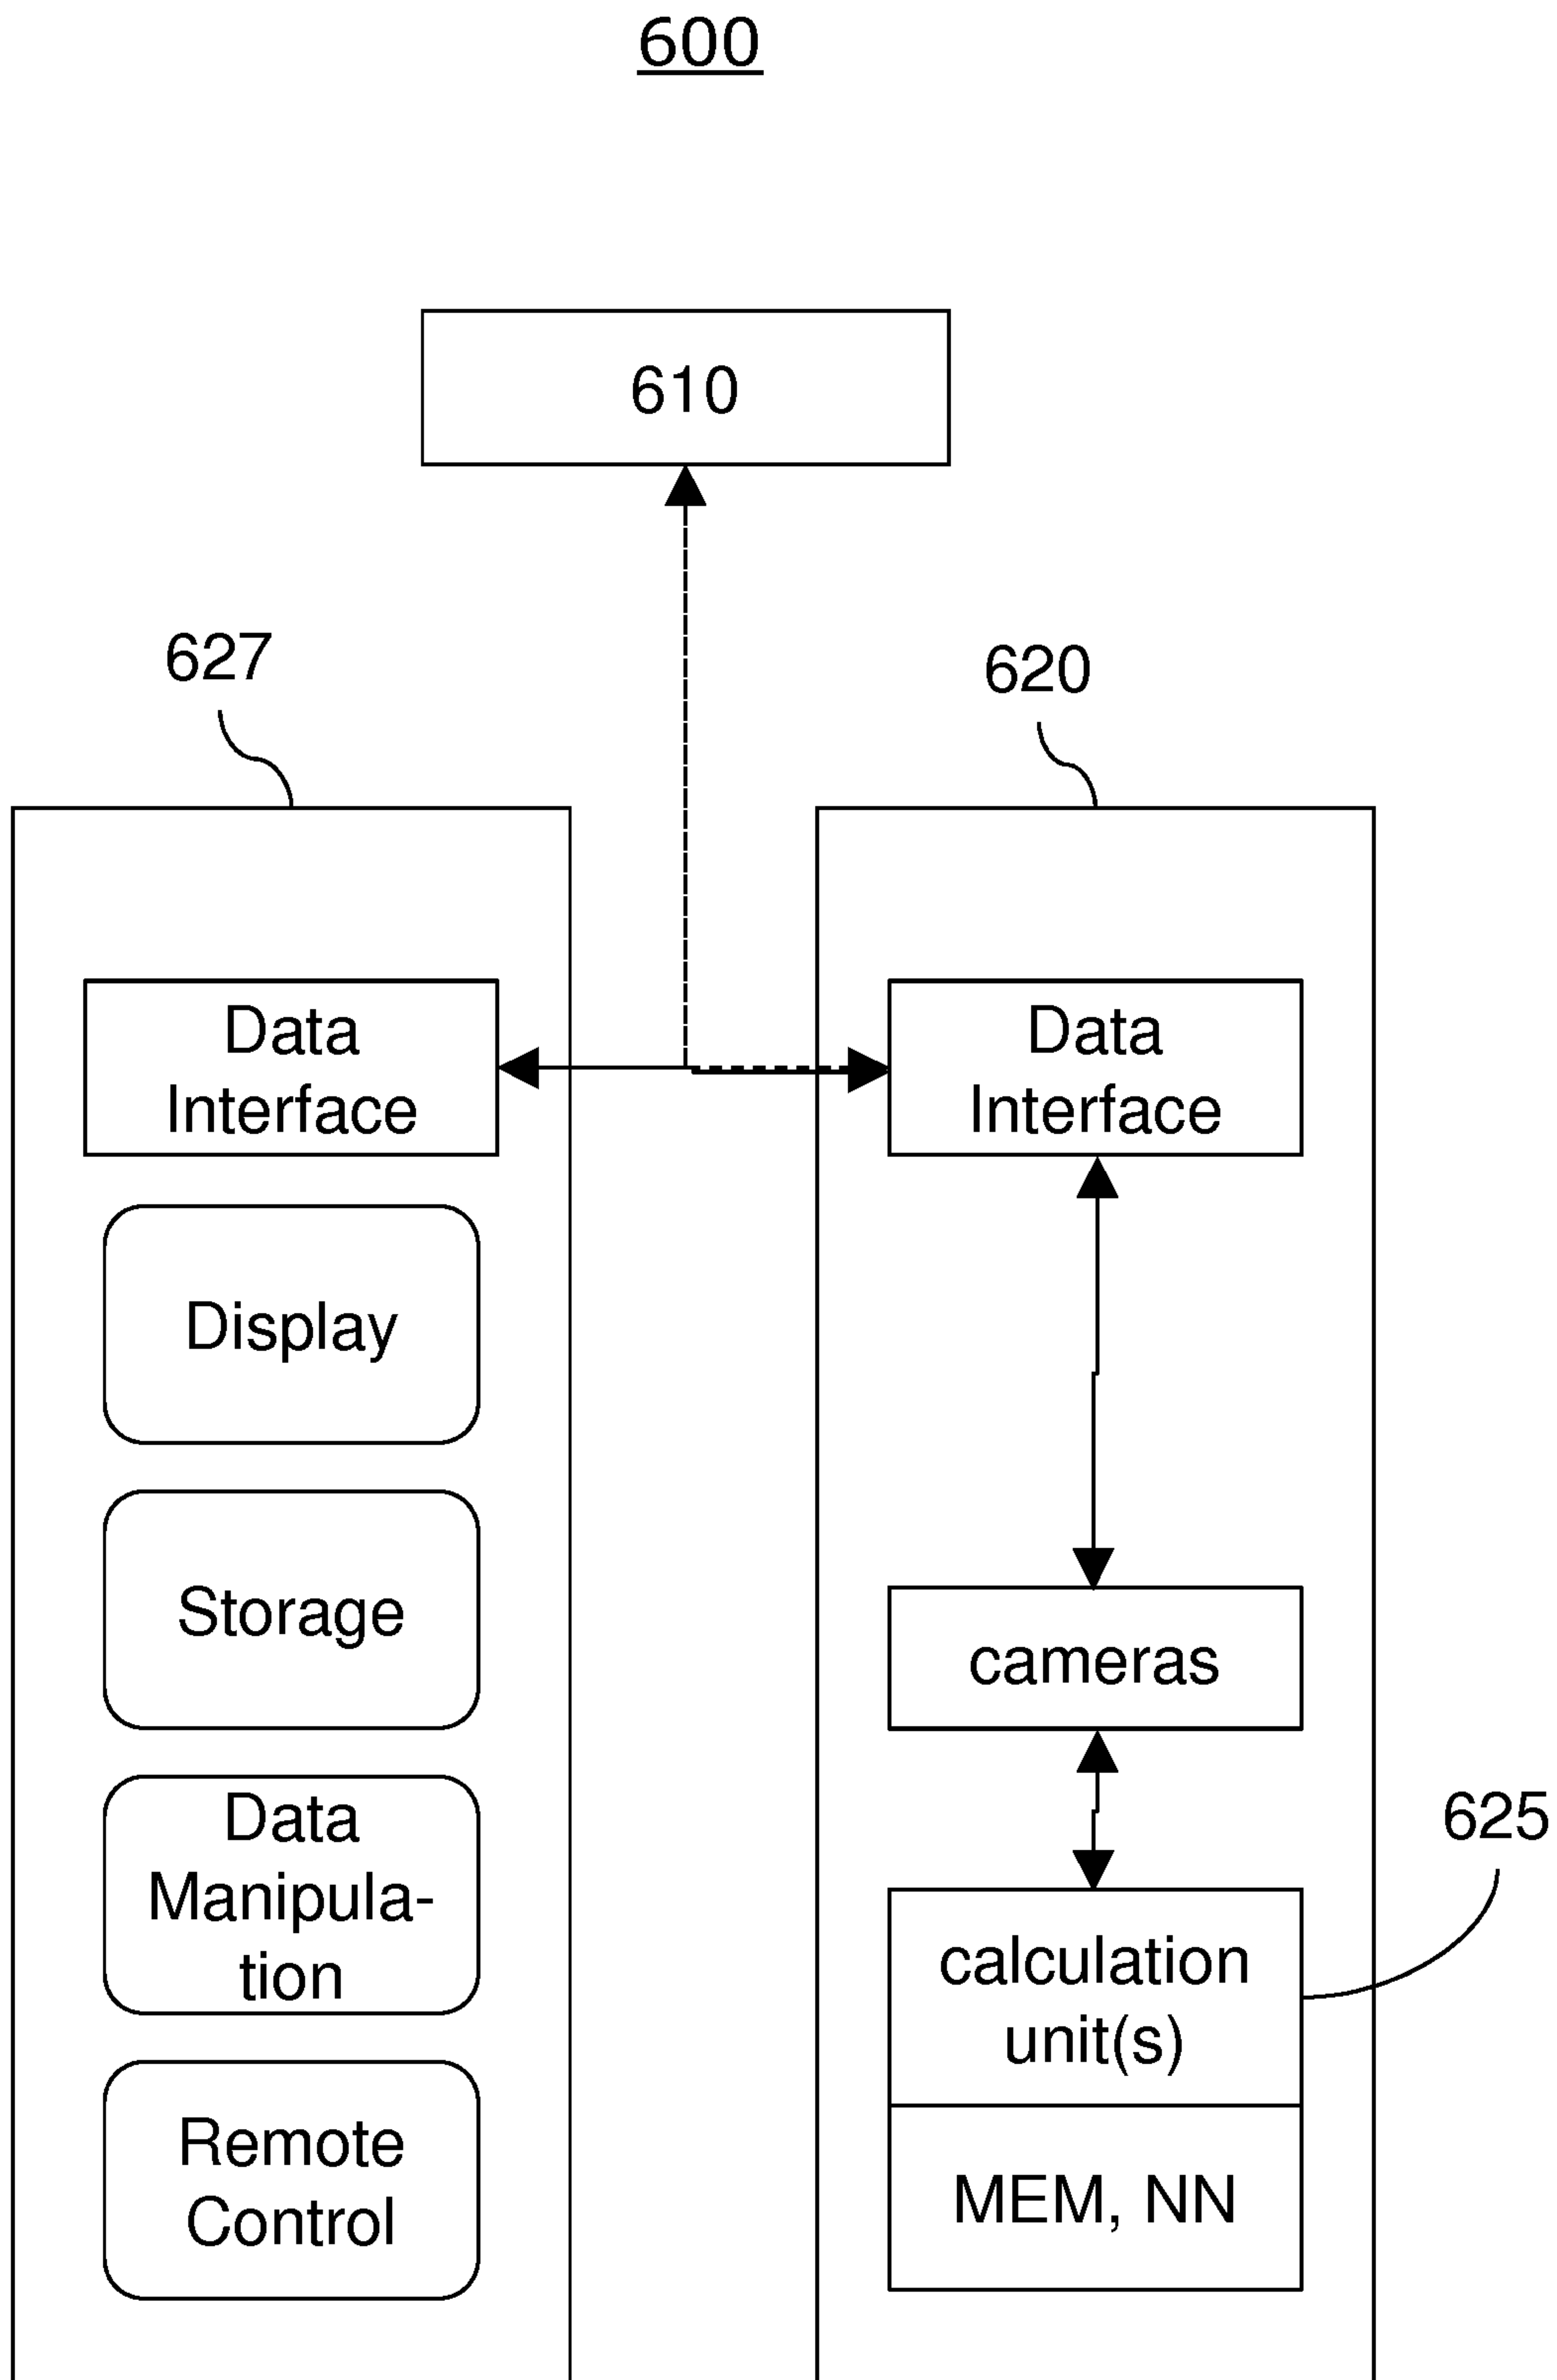 600
610
627
620
Data
Interface
Display
Storage
Data
Manipula-
tion
Remote
Control
Data
Interface
cameras
625
calculation
unit(s)
MEM, NN